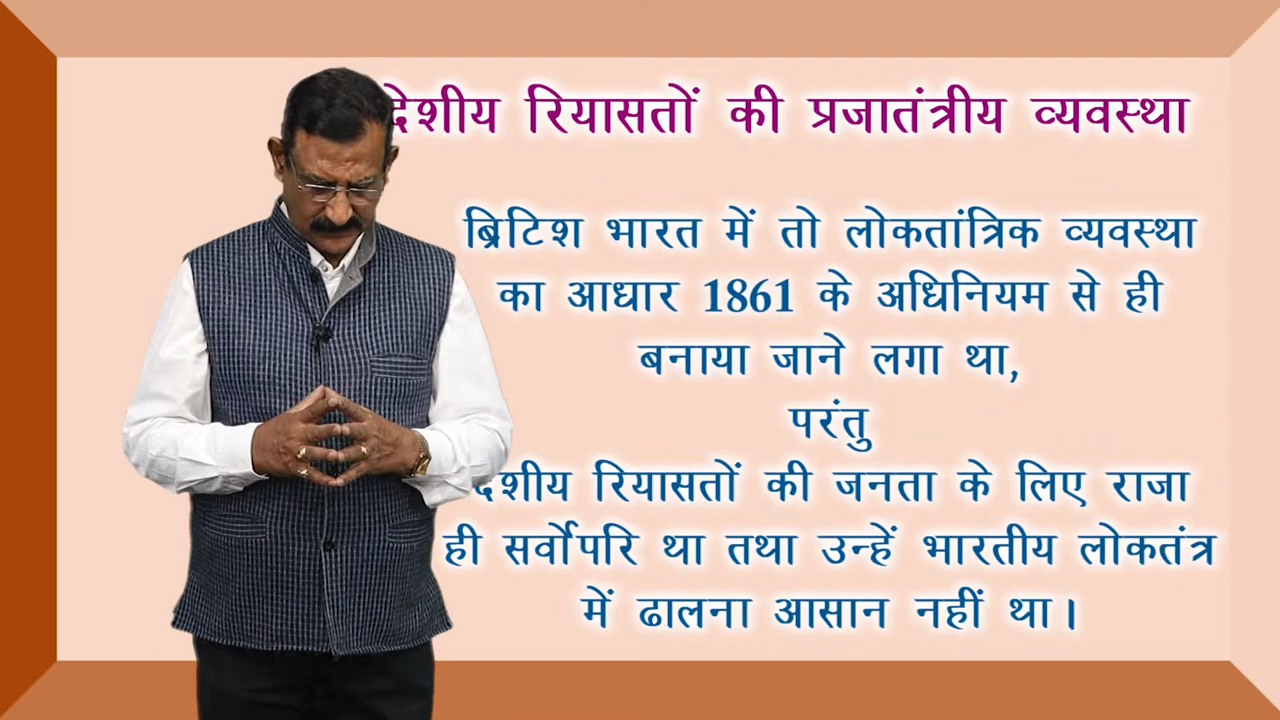 देशीय रियासतों की प्रजातंत्रीय व्यवस्था
ब्रिटिश भारत में तो लोकतांत्रिक व्यवस्था
का आधार 1861 के अधिनियम से ही
बनाया जाने लगा था,
परंतु
देशीय रियासतों की जनता के लिए राजा
ही सर्वोपरि था तथा उन्हें भारतीय लोकतंत्र
में ढालना आसान नहीं था।